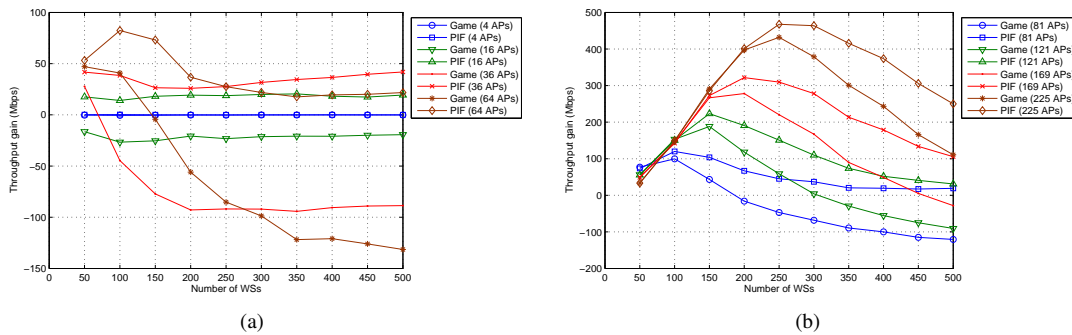 100
50
0
−50
−100
−150
0 50 100 150 200 250 300 350 400 450 500
Throughput gain (Mbps)
Number of WSs
Game (4 APs)
PIF (4 APs)
Game (16 APs)
PIF (16 APs)
Game (36 APs)
PIF (36 APs)
Game (64 APs)
PIF (64 APs)
(a)
500
400
300
200
100
0
−100
−200
0 50 100 150 200 250 300 350 400 450 500
Throughput gain (Mbps)
Number of WSs
Game (81 APs)
PIF (81 APs)
Game (121 APs)
PIF (121 APs)
Game (169 APs)
PIF (169 APs)
Game (225 APs)
PIF (225 APs)
(b)